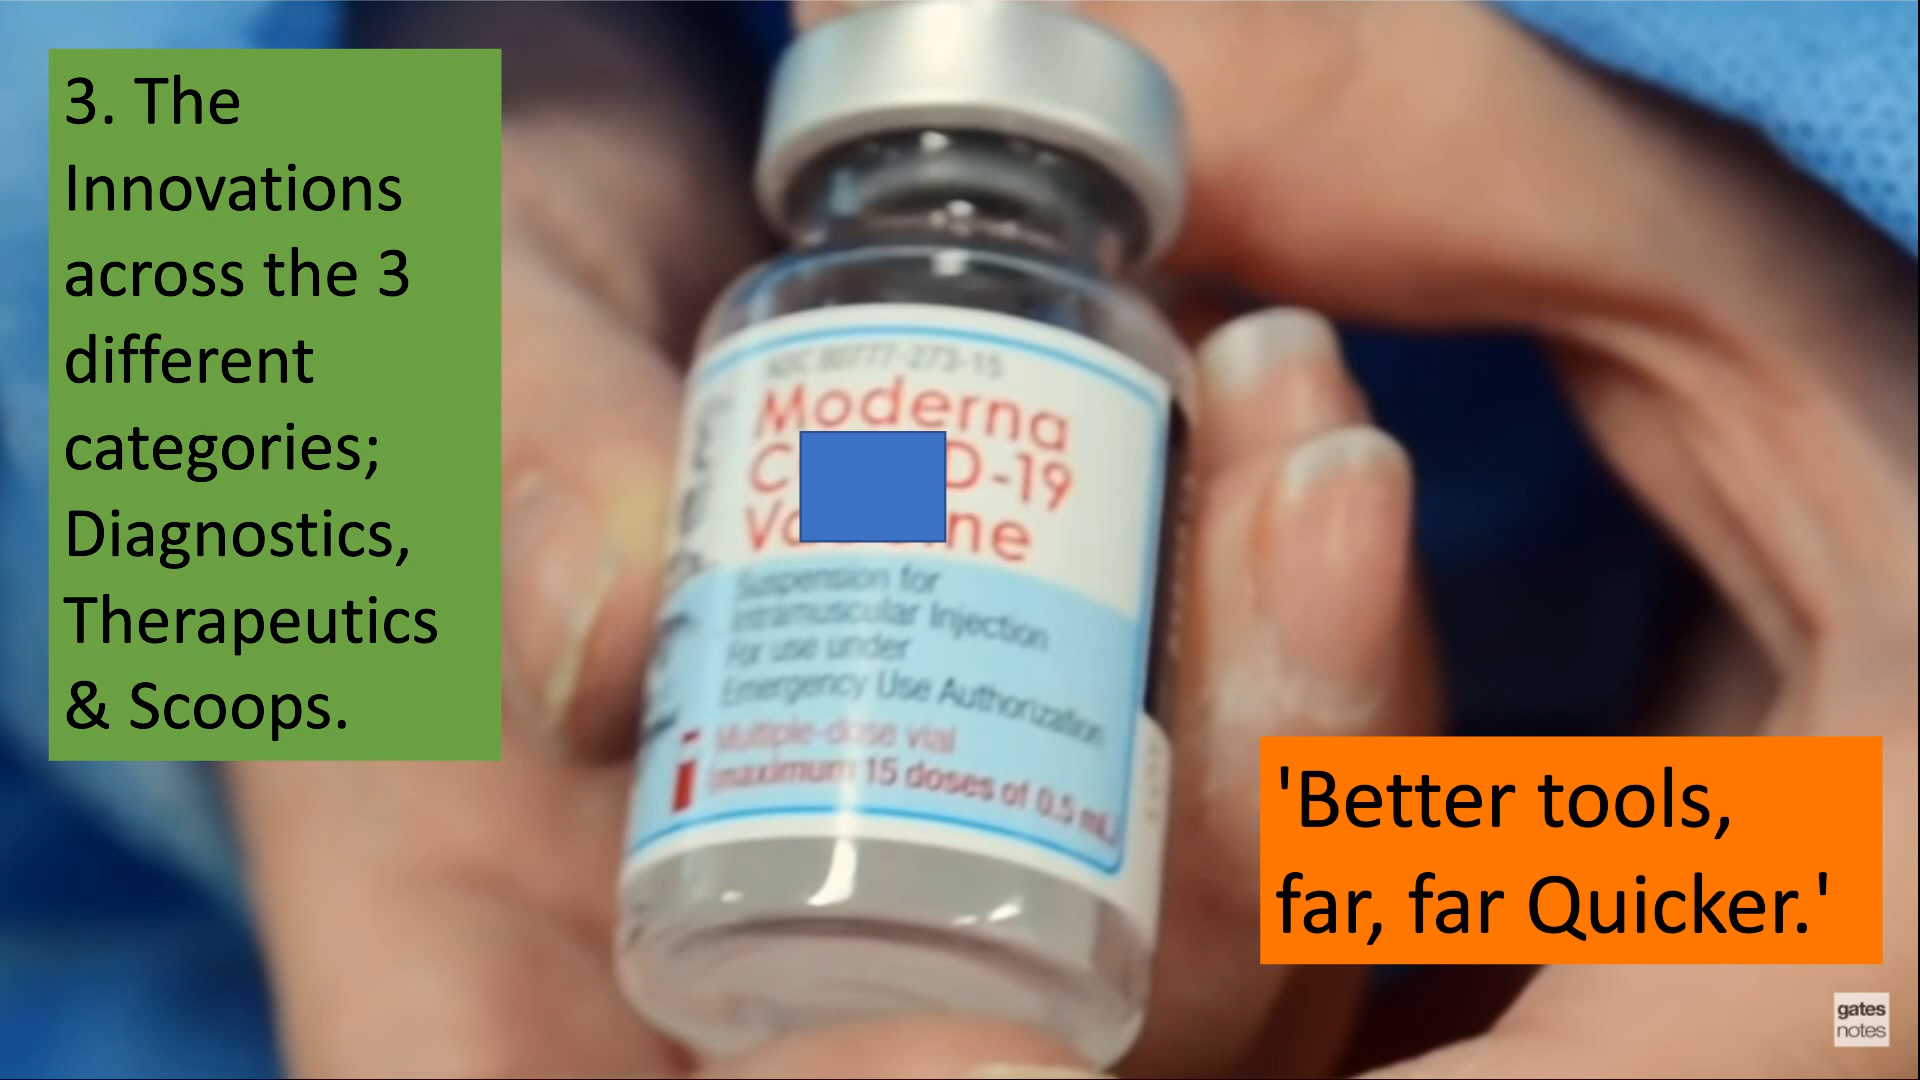 3. The
Innovations
across the 3
different
categories;
Diagnostics,
Therapeutics
& Scoops.
Moderna
D-19
Suspension for
Intramuscular Injection
For use under
Emergency Use Authorization
Multiple-dose vial
(maximum 15 doses of 0.5 mL)
'Better tools,
far, far Quicker.'
gates
notes